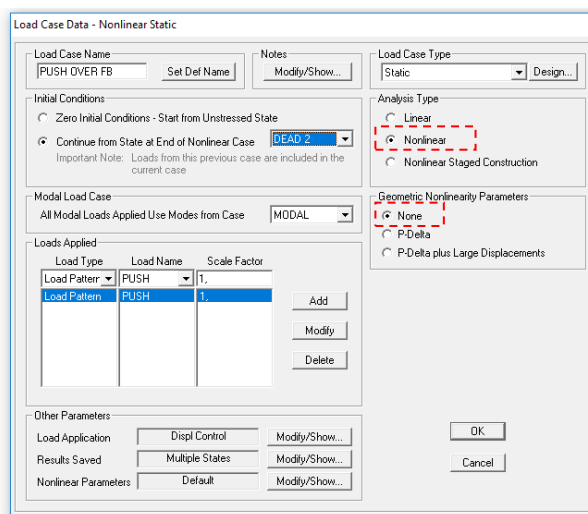 Load Case Data - Nonlinear Static
Load Case Name
PUSH OVER FB
Set Def Name
Notes
Modify/Show...
Load Case Type
Static
Design...
Initial Conditions
Zero Initial Conditions - Start from Unstressed State
Continue from State at End of Nonlinear Case
DEAD 2
Important Note: Loads from this previous case are included in the
current case
Analysis Type
Linear
Nonlinear
Nonlinear Staged Construction
Modal Load Case
All Modal Loads Applied Use Modes from Case
MODAL
Geometric Nonlinearity Parameters
None
P-Delta
P-Delta plus Large Displacements
Loads Applied
Load Type Load Name Scale Factor
Load Pattern PUSH 1,
Load Pattern PUSH 1,
Add
Modify
Delete
Other Parameters
Load Application Displ Control Modify/Show...
Results Saved Multiple States Modify/Show...
Nonlinear Parameters Default Modify/Show...
OK
Cancel